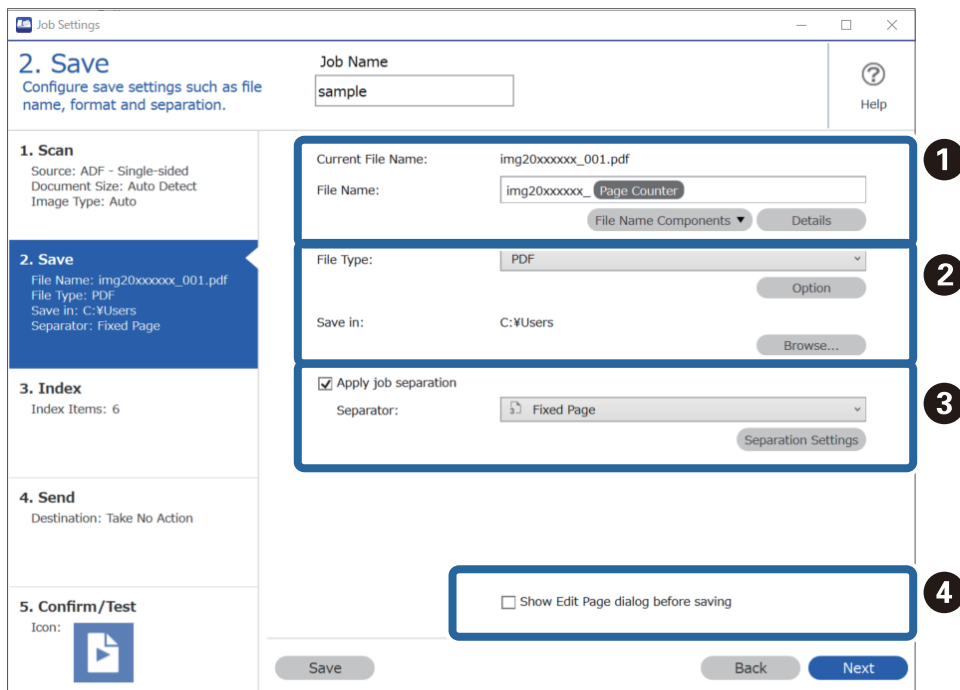 Job Settings
2. Save
Configure save settings such as file
name, format and separation.
Job Name
sample
Help
1. Scan
Source: ADF - Single-sided
Document Size: Auto Detect
Image Type: Auto
2. Save
File Name: img20xxxxxx_001.pdf
File Type: PDF
Save in: C:¥Users
Separator: Fixed Page
3. Index
Index Items: 6
4. Send
Destination: Take No Action
5. Confirm/Test
Icon:
Current File Name: img20xxxxxx_001.pdf
File Name: img20xxxxxx_ Page Counter
File Name Components ▼ Details
1
File Type: PDF
Option
Save in: C:¥Users
Browse...
2
Apply job separation
Separator: Fixed Page
Separation Settings
3
Show Edit Page dialog before saving
4
Save Back Next